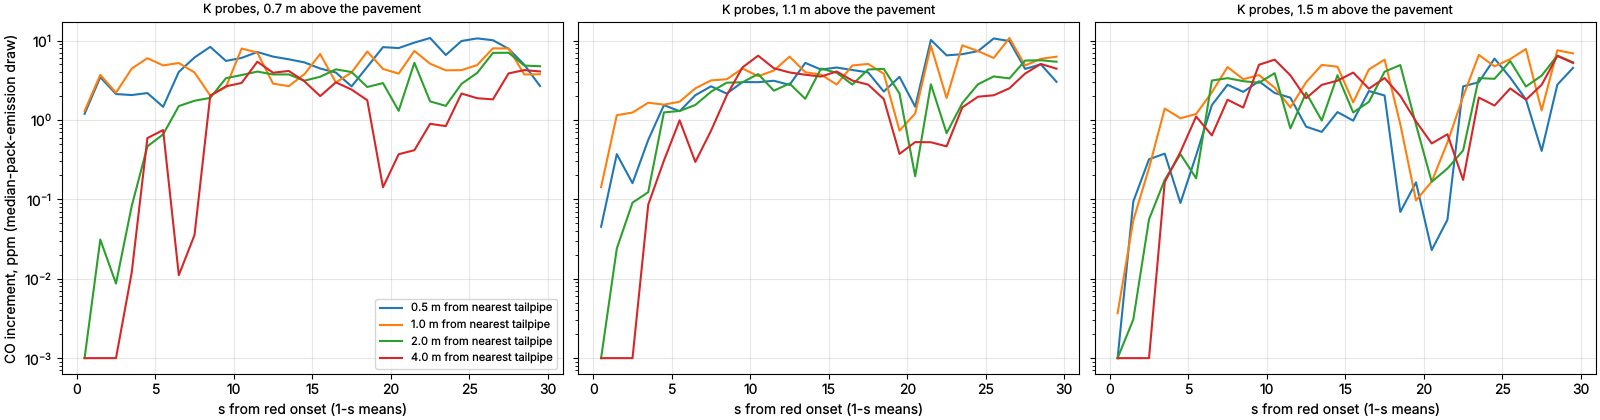 K probes, 0.7 m above the pavement
K probes, 1.1 m above the pavement
K probes, 1.5 m above the pavement
CO increment, ppm (median-pack-emission draw)
10¹
10⁰
10⁻¹
10⁻²
10⁻³
0.5 m from nearest tailpipe
1.0 m from nearest tailpipe
2.0 m from nearest tailpipe
4.0 m from nearest tailpipe
0 5 10 15 20 25 30
0 5 10 15 20 25 30
0 5 10 15 20 25 30
s from red onset (1-s means)
s from red onset (1-s means)
s from red onset (1-s means)